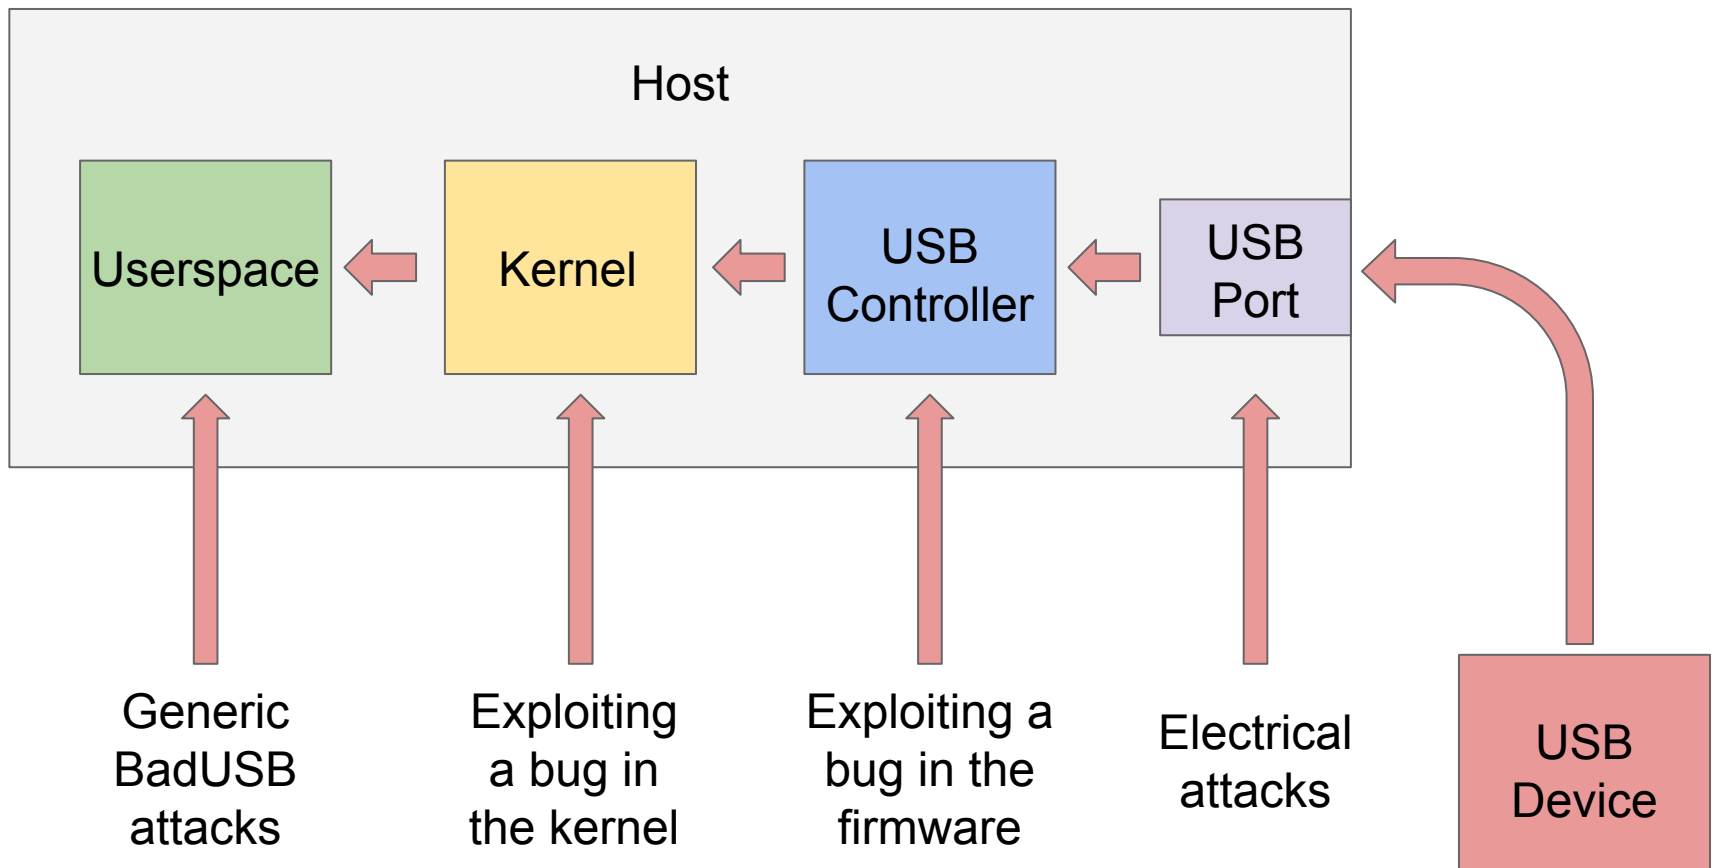 Host
Userspace
Kernel
USB
Controller
USB
Port
Generic
BadUSB
attacks
Exploiting
a bug in
the kernel
Exploiting a
bug in the
firmware
Electrical
attacks
USB
Device